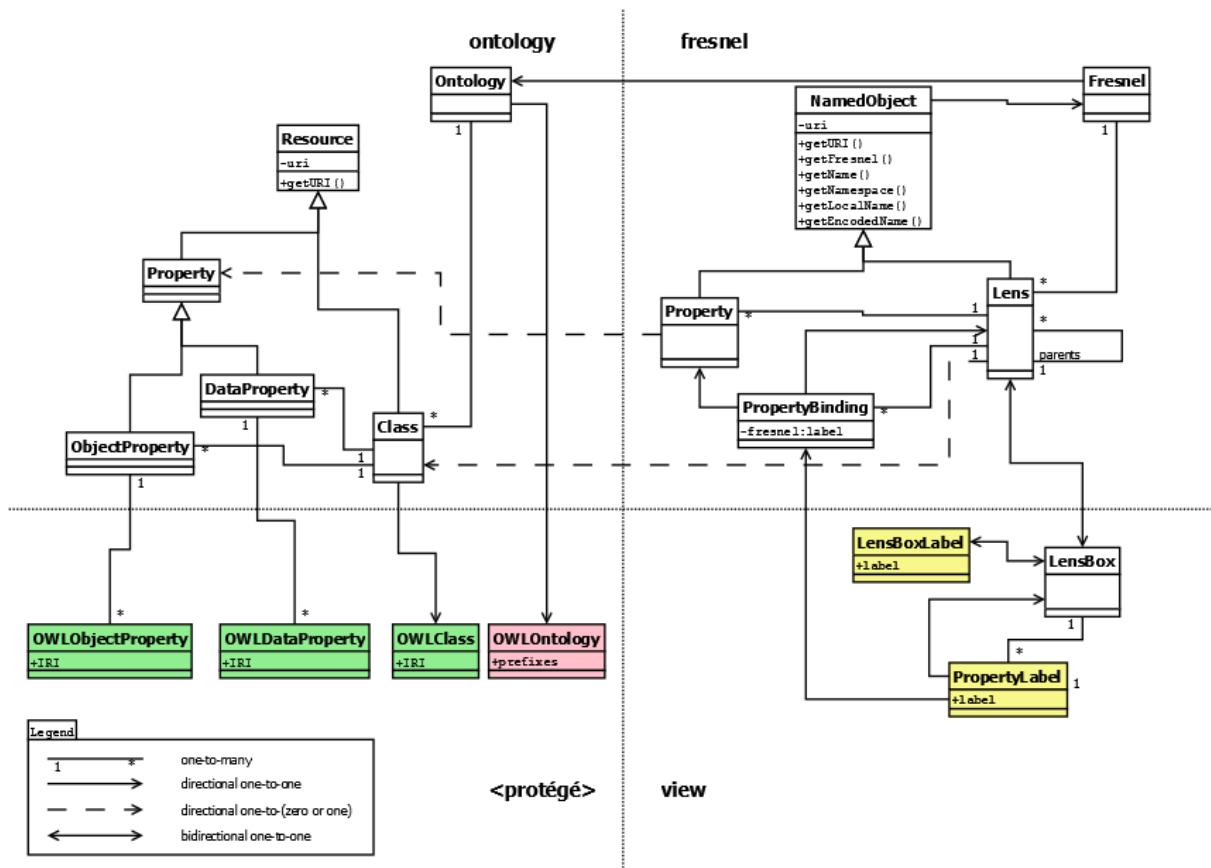 ontology
fresnel
Ontology
1
Fresnel
1
NamedObject
-uri
+getURI()
+getFresnel()
+getName()
+getNamespace()
+getLocalName()
+getEncodedName()
Resource
-uri
+getURI()
Property
Property
*
Lens
*
1
*
1
1
parents
1
DataProperty
*
1
Class
*
1
1
PropertyBinding
-fresnel:label
*
ObjectProperty
*
1
LensBoxLabel
+label
LensBox
1
*
*
*
OWLObjectProperty
+IRI
OWLDataProperty
+IRI
OWLClass
+IRI
OWLOntology
+prefixes
PropertyLabel
+label
1
Legend
1 * one-to-many
directional one-to-one
directional one-to-(zero or one)
bidirectional one-to-one
<protégé>
view